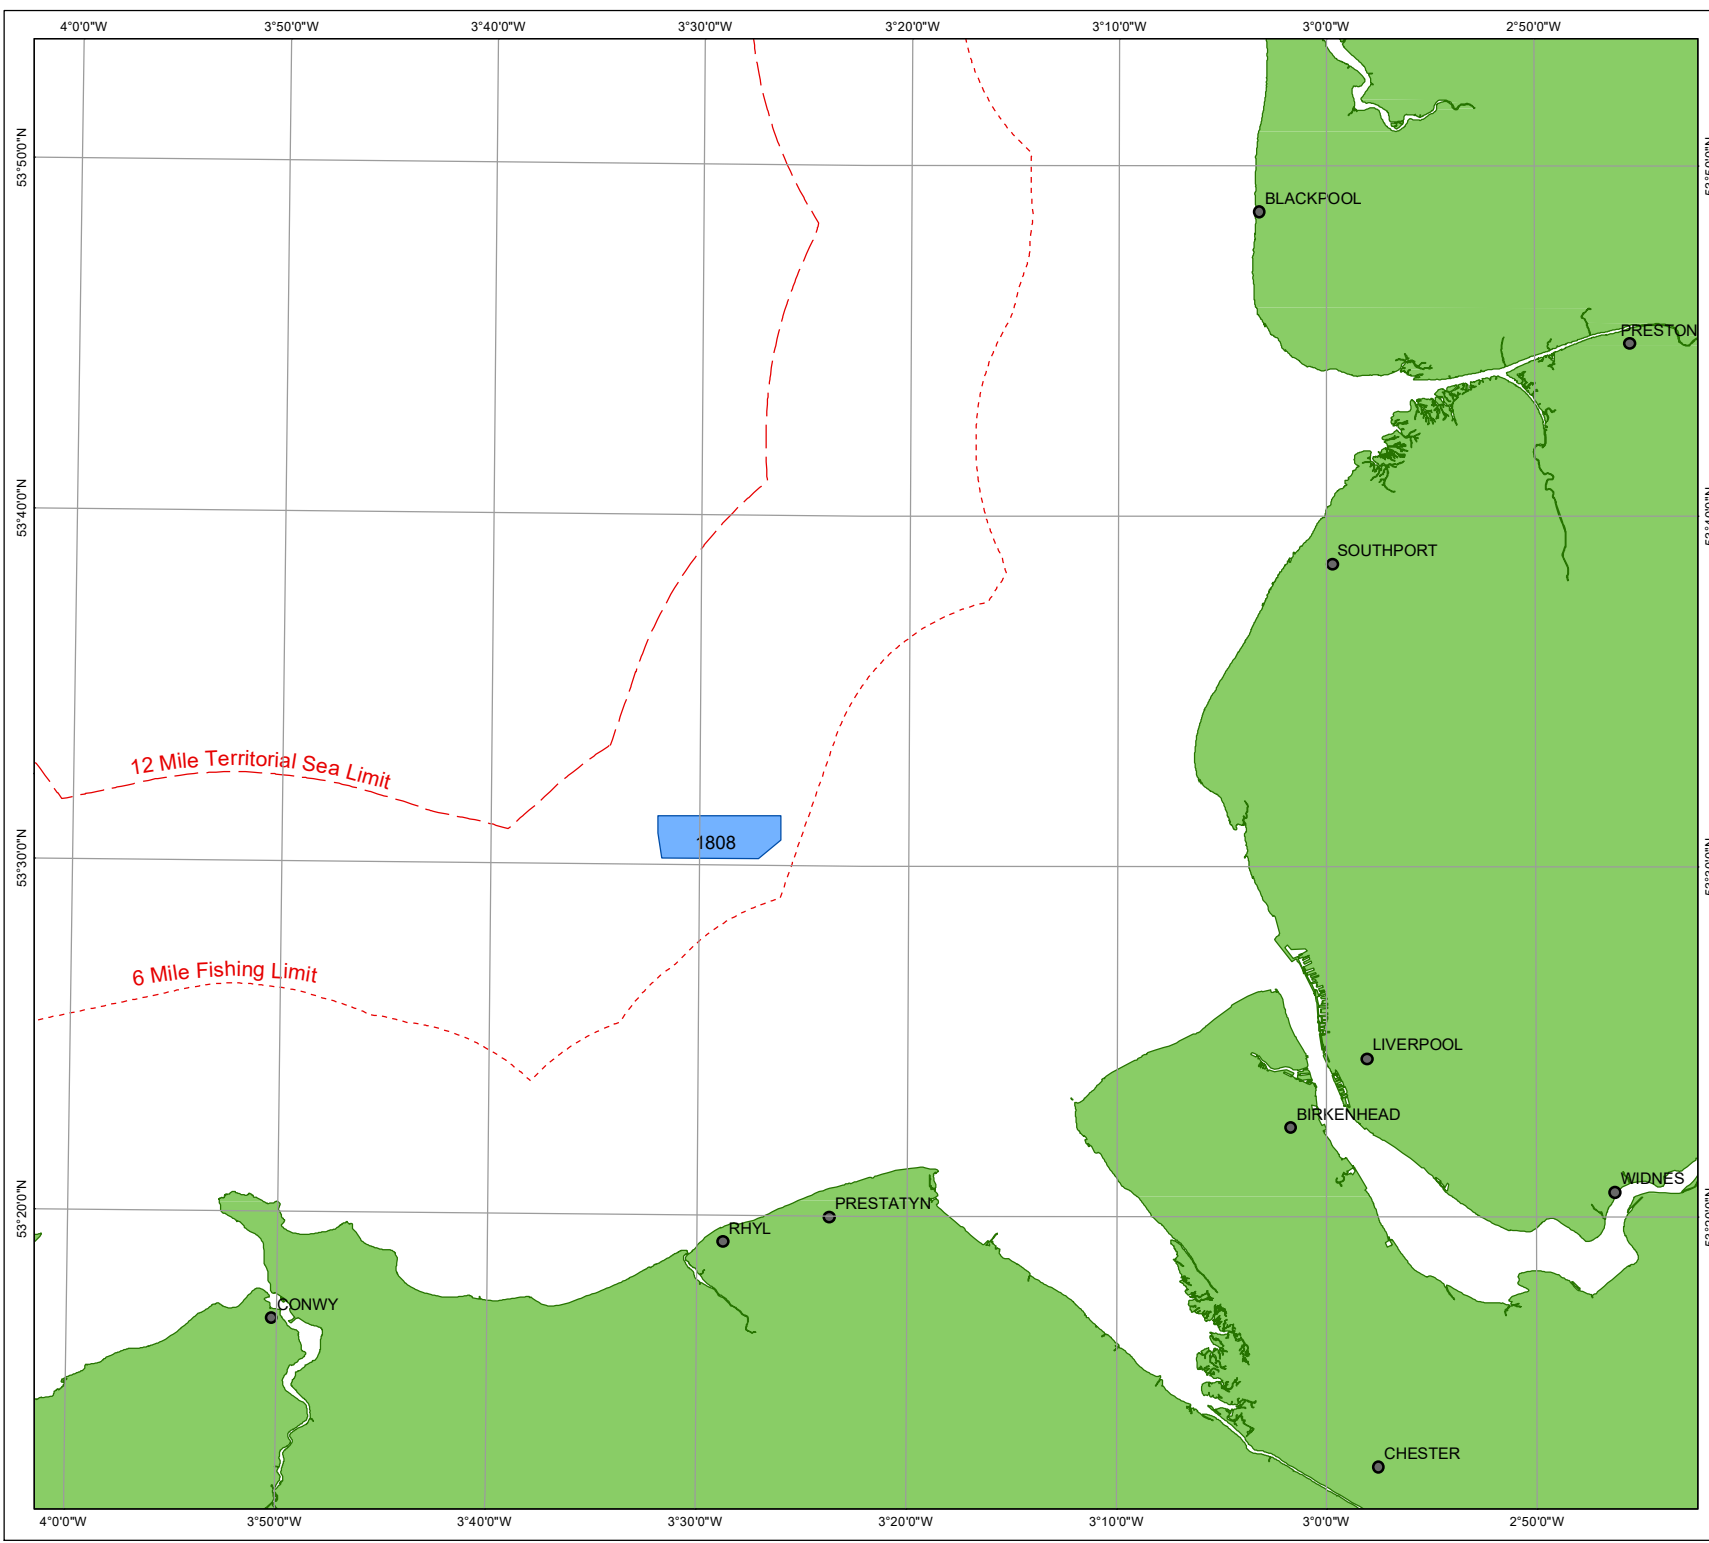 4°0'0"W
3°50'0"W
3°40'0"W
3°30'0"W
3°20'0"W
3°10'0"W
3°0'0"W
2°50'0"W
53°50'0"N
BLACKPOOL
PRESTON
53°40'0"N
SOUTHPORT
12 Mile Territorial Sea Limit
1808
53°30'0"N
6 Mile Fishing Limit
LIVERPOOL
BIRKENHEAD
WIDNES
53°20'0"N
PRESTATYN
RHYL
CONWY
CHESTER
4°0'0"W
3°50'0"W
3°40'0"W
3°30'0"W
3°20'0"W
3°10'0"W
3°0'0"W
2°50'0"W